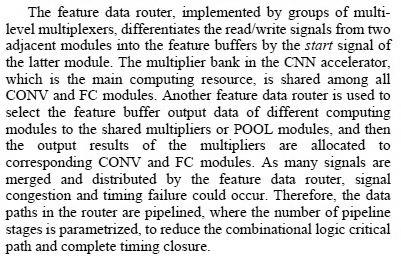 The feature data router, implemented by groups of multi-
level multiplexers, differentiates the read/write signals from two
adjacent modules into the feature buffers by the start signal of
the latter module. The multiplier bank in the CNN accelerator,
which is the main computing resource, is shared among all
CONV and FC modules. Another feature data router is used to
select the feature buffer output data of different computing
modules to the shared multipliers or POOL modules, and then
the output results of the multipliers are allocated to
corresponding CONV and FC modules. As many signals are
merged and distributed by the feature data router, signal
congestion and timing failure could occur. Therefore, the data
paths in the router are pipelined, where the number of pipeline
stages is parametrized, to reduce the combinational logic critical
path and complete timing closure.